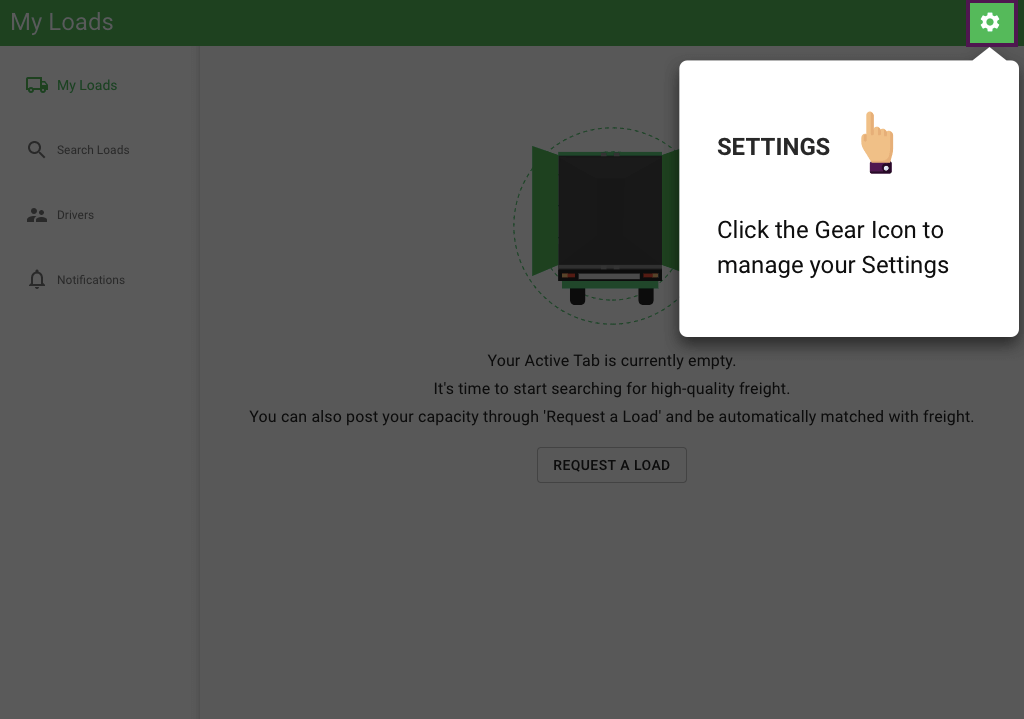 My Loads
My Loads
Search Loads
Drivers
Notifications
SETTINGS
Click the Gear Icon to
manage your Settings
Your Active Tab is currently empty.
It's time to start searching for high-quality freight.
You can also post your capacity through 'Request a Load' and be automatically matched with freight.
REQUEST A LOAD